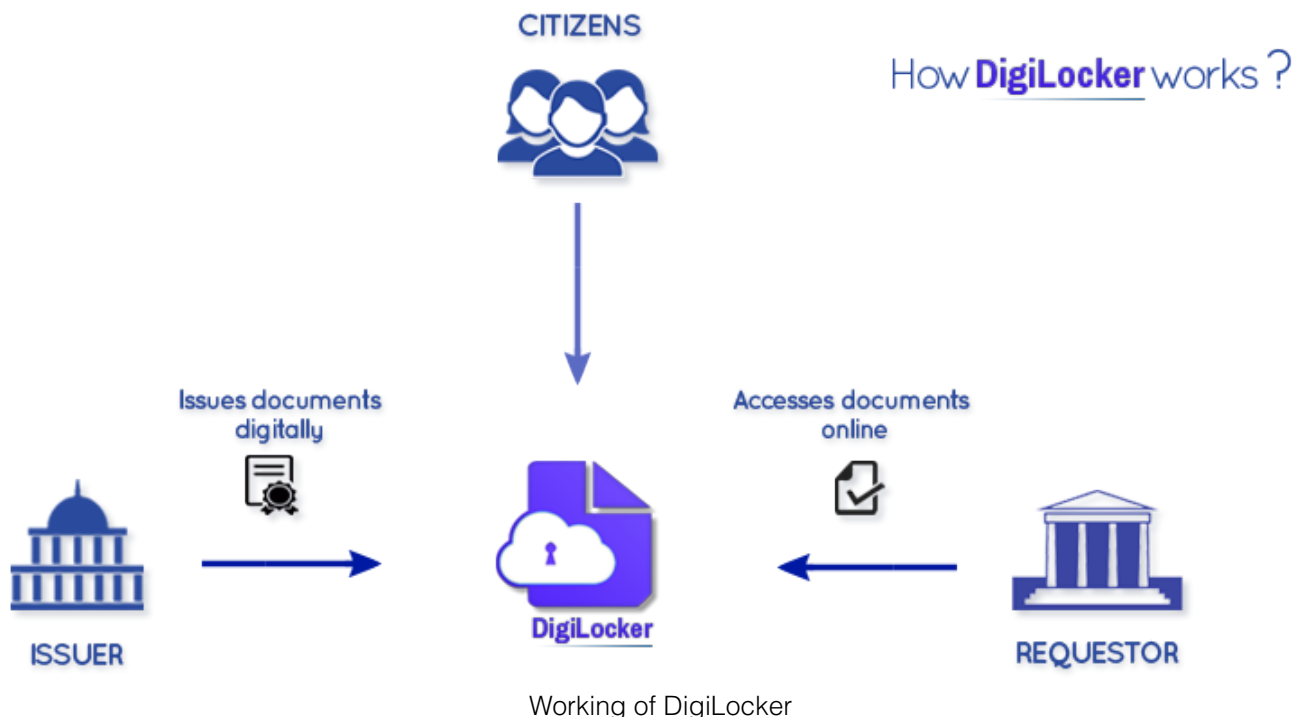 CITIZENS
How DigiLocker works ?
Issues documents
digitally
Accesses documents
online
DigiLocker
ISSUER
REQUESTOR
Working of DigiLocker